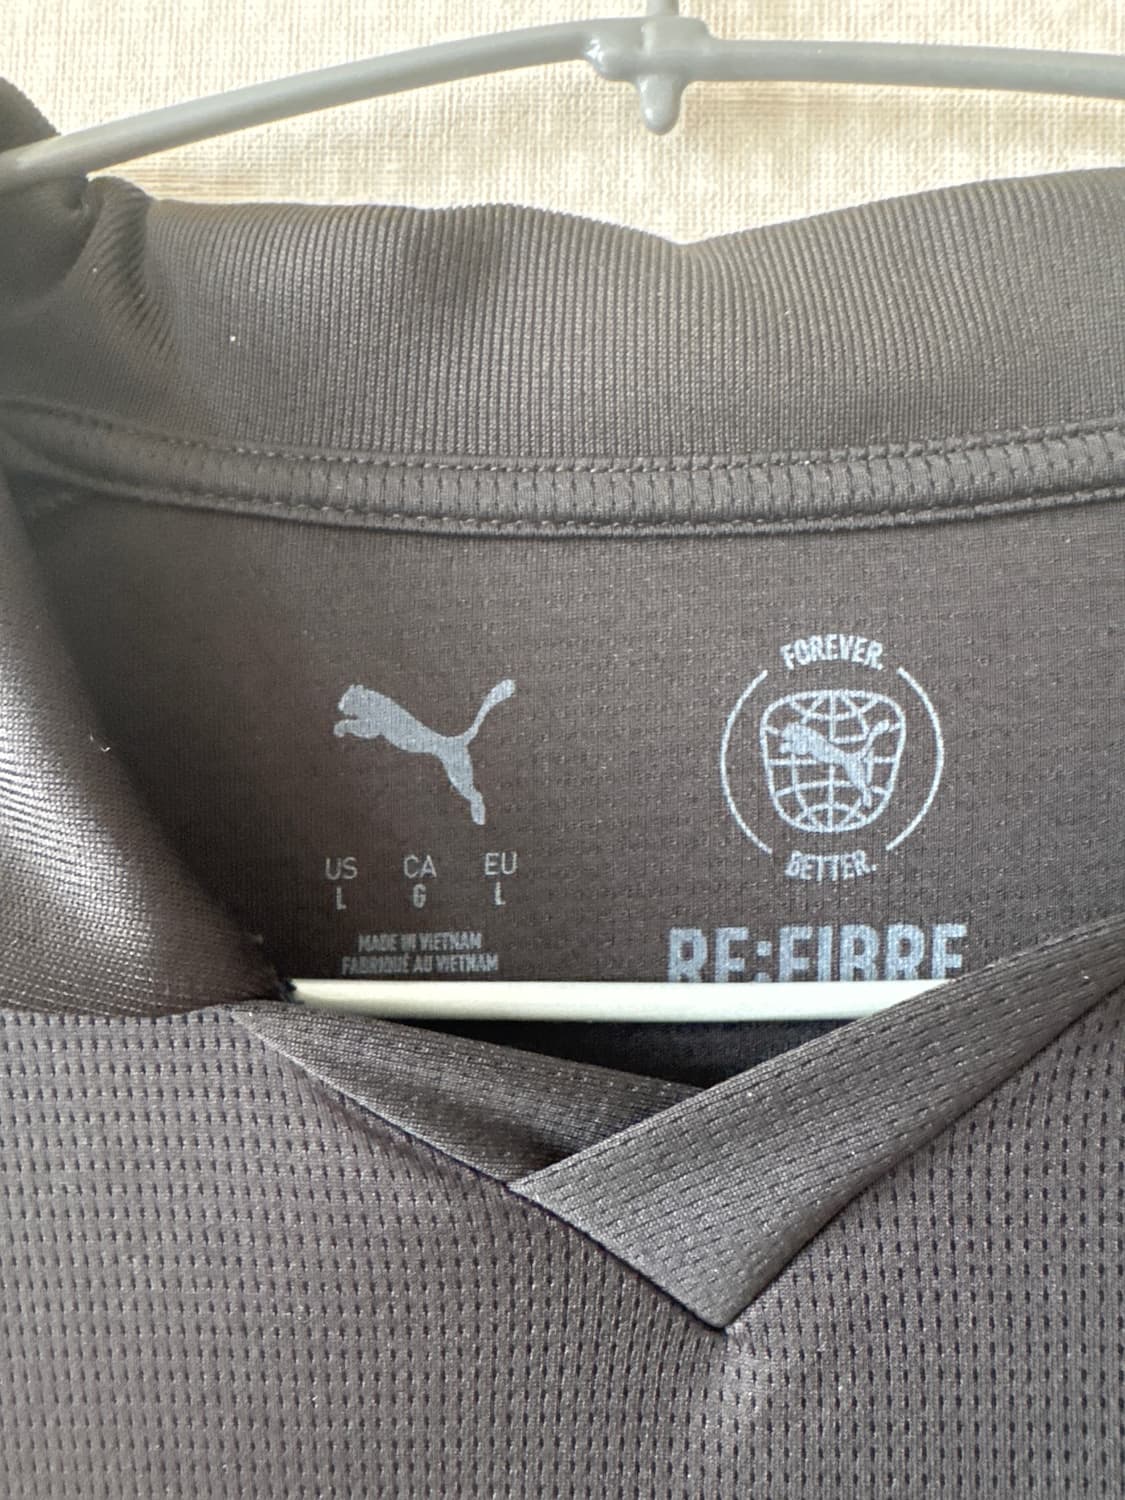 US CA EU
L G L
MADE IN VIETNAM
FABRIQUÉ AU VIETNAM
FOREVER.
BETTER.
RE:FIBRE